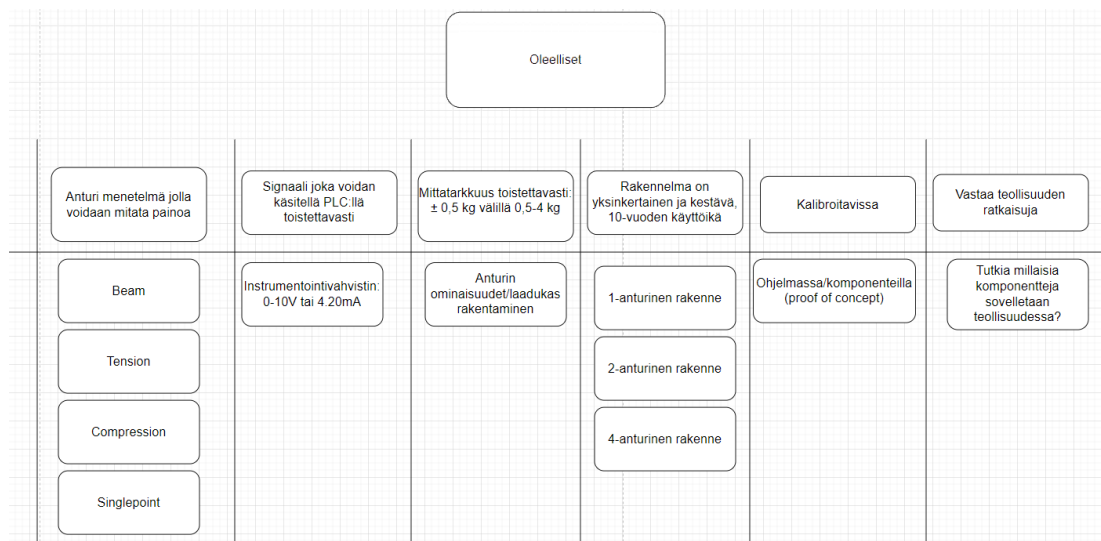 Oleelliset
Anturi menetelmä jolla
voidaan mitata painoa
Signaali joka voidan
käsitellä PLC:llä
toistettavasti
Mittatarkkuus toistettavasti:
± 0,5 kg välillä 0,5-4 kg
Rakennelma on
yksinkertainen ja kestävä,
10-vuoden käyttöikä
Kalibroitavissa
Vastaa teollisuuden
ratkaisuja
Beam
Tension
Compression
Singlepoint
Instrumentointivahvistin:
0-10V tai 4.20mA
Anturin
ominaisuudet/laadukas
rakentaminen
1-anturinen rakenne
2-anturinen rakenne
4-anturinen rakenne
Ohjelmassa/komponenteilla
(proof of concept)
Tutkia millaisia
komponentteja
sovelletaan
teollisuudessa?